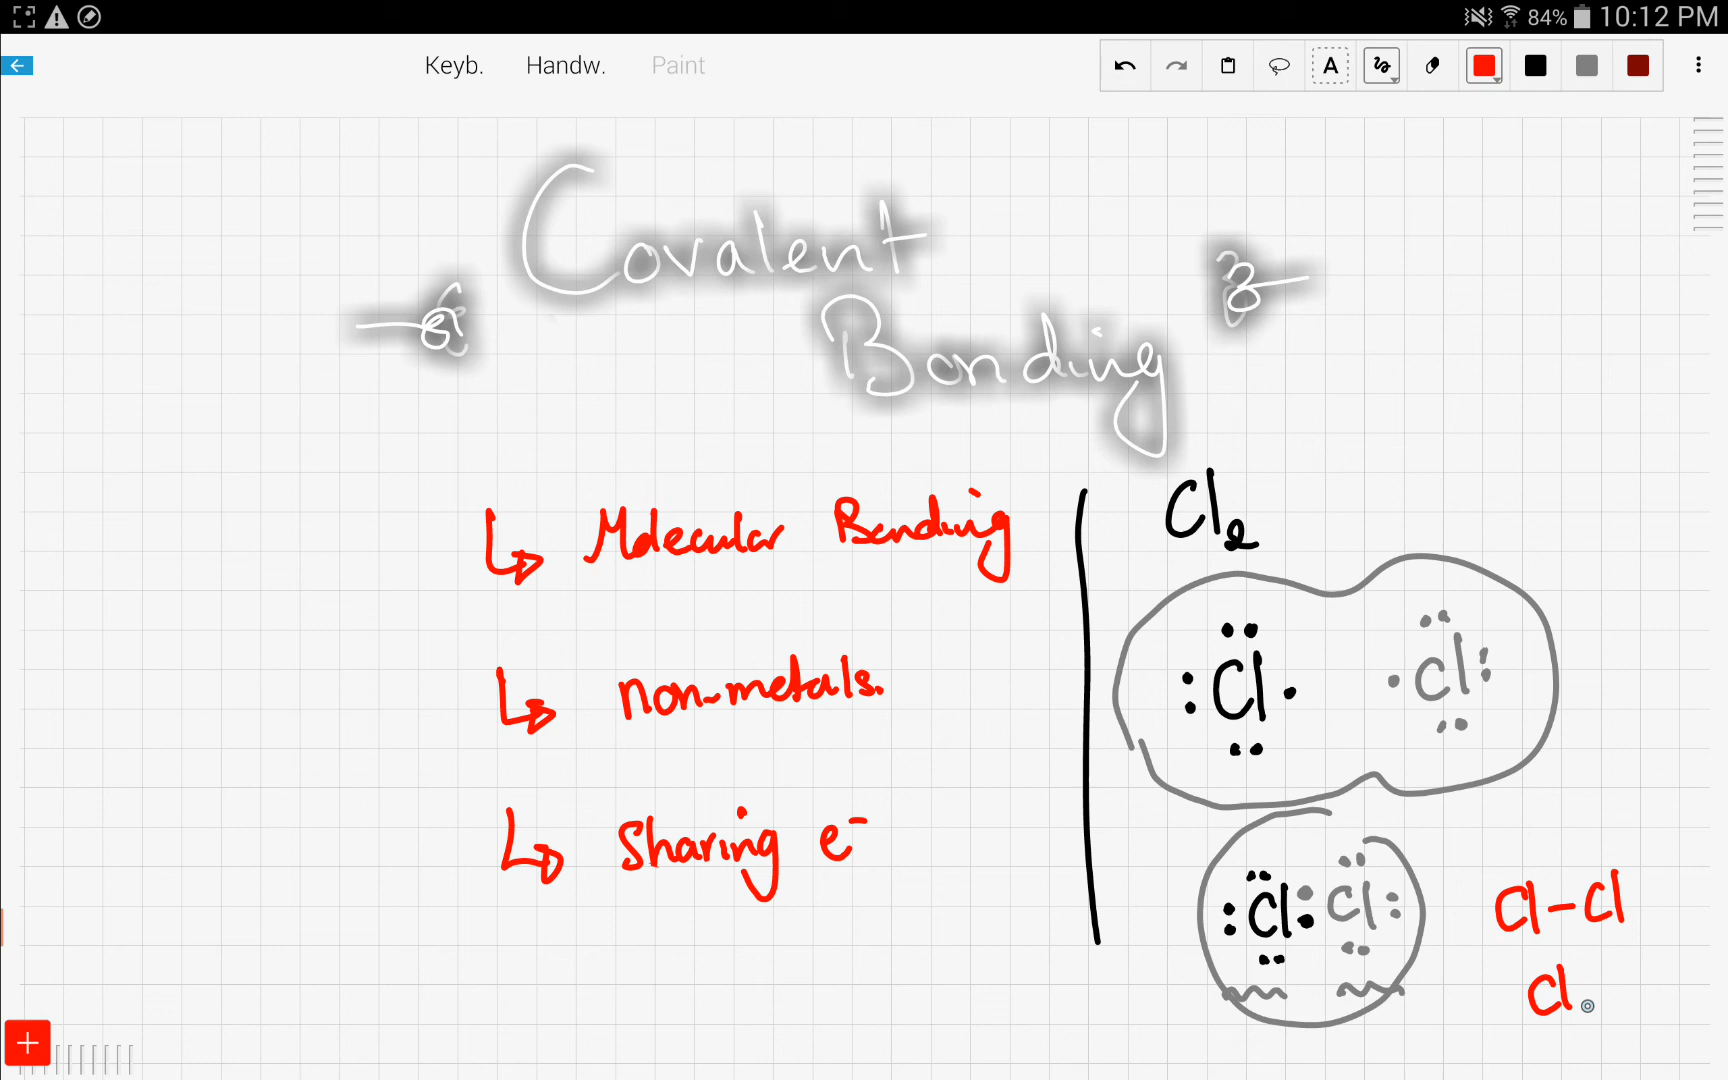 84% 10:12 PM
Keyb. Handw. Paint
A
Covalent
Bonding
Molecular Bonding
non-metals.
Sharing e⁻
Cl₂
Cl Cl
Cl Cl
Cl-Cl
Cl